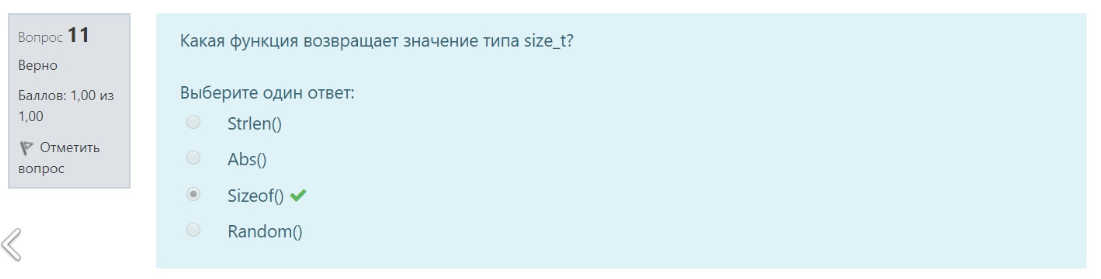 Вопрос 11
Верно
Баллов: 1,00 из
1,00
Отметить
вопрос
Какая функция возвращает значение типа size_t?
Выберите один ответ:
Strlen()
Abs()
Sizeof()
Random()